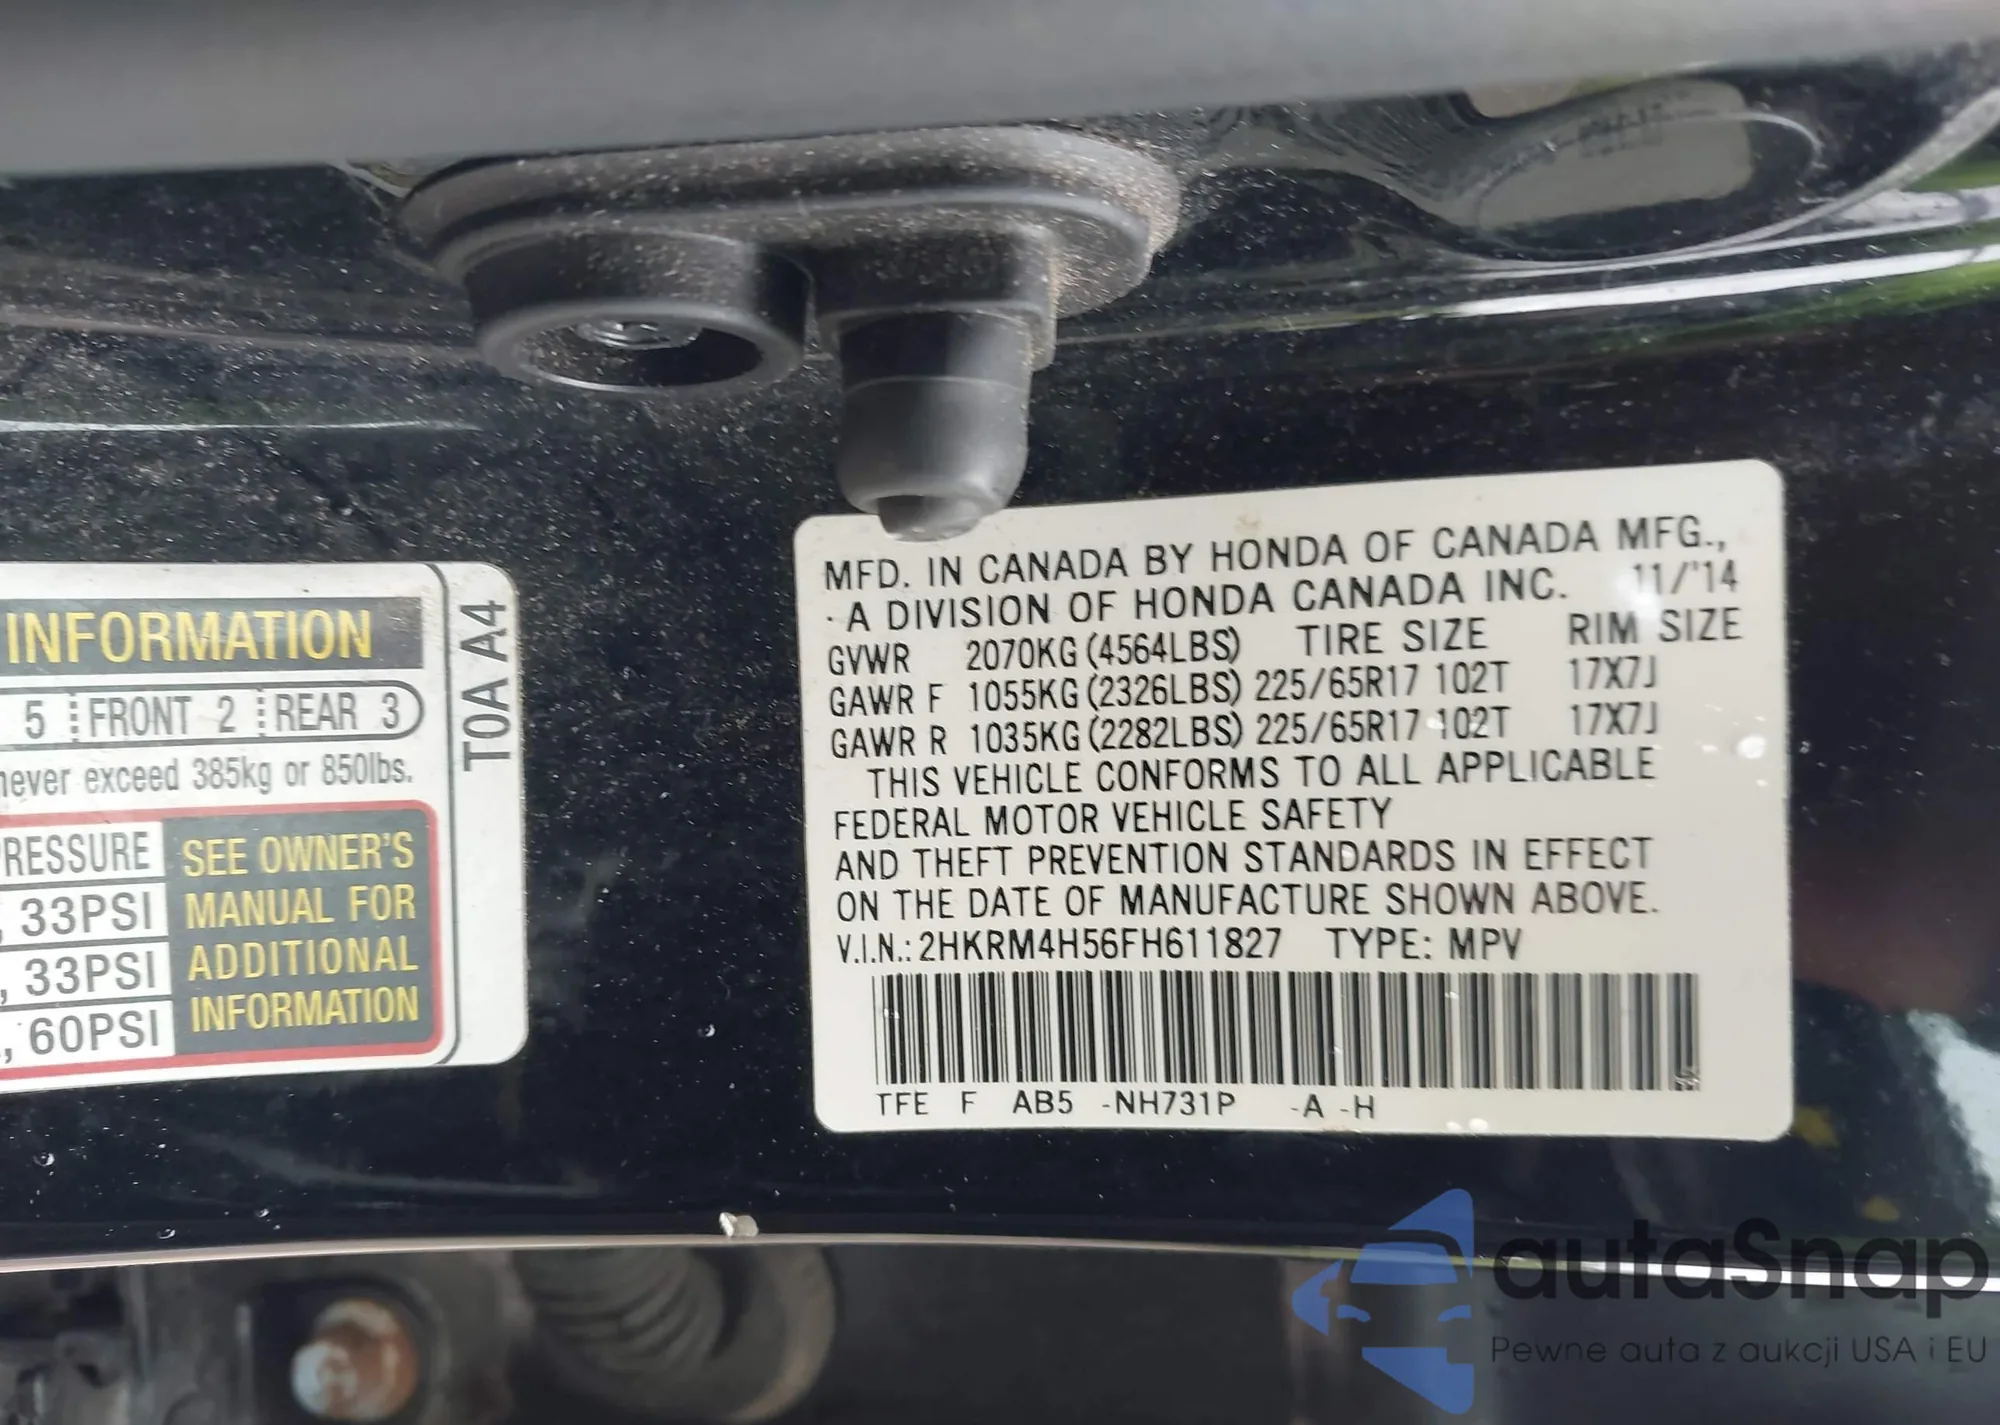 INFORMATION
5 FRONT 2 REAR 3
never exceed 385kg or 850lbs.
PRESSURE
33PSI
, 33PSI
, 60PSI
SEE OWNER'S
MANUAL FOR
ADDITIONAL
INFORMATION
T0A A4
MFD. IN CANADA BY HONDA OF CANADA MFG.,
A DIVISION OF HONDA CANADA INC. 11/'14
GVWR 2070KG (4564LBS) TIRE SIZE RIM SIZE
GAWR F 1055KG (2326LBS) 225/65R17 102T 17X7J
GAWR R 1035KG (2282LBS) 225/65R17 102T 17X7J
THIS VEHICLE CONFORMS TO ALL APPLICABLE
FEDERAL MOTOR VEHICLE SAFETY
AND THEFT PREVENTION STANDARDS IN EFFECT
ON THE DATE OF MANUFACTURE SHOWN ABOVE.
V.I.N.: 2HKRM4H56FH611827 TYPE: MPV
TFE F AB5 -NH731P -A -H
autaSnap
Pewne auta z aukcji USA i EU